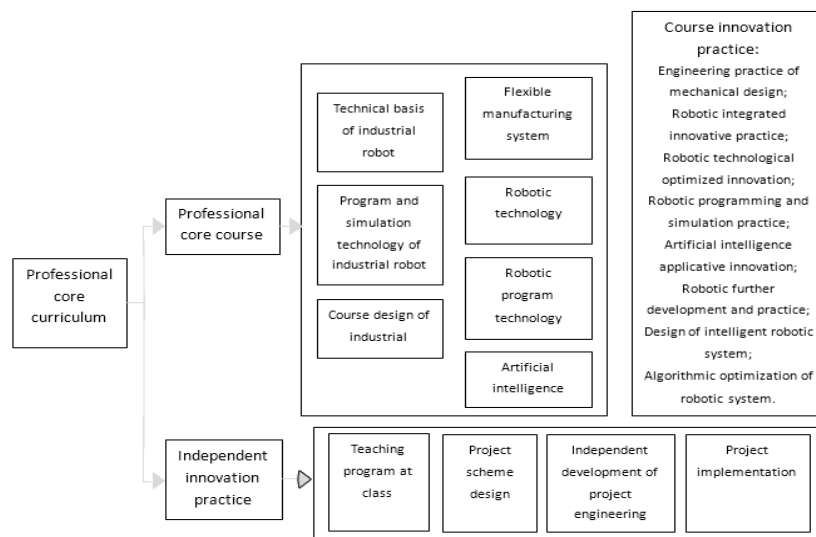 Professional
core
curriculum
Professional
core course
Independent
innovation
practice
Technical basis
of industrial
robot
Program and
simulation
technology of
industrial robot
Course design of
industrial
Flexible
manufacturing
system
Robotic
technology
Robotic
program
technology
Artificial
intelligence
Course innovation
practice:
Engineering practice of
mechanical design;
Robotic integrated
innovative practice;
Robotic technological
optimized innovation;
Robotic programming and
simulation practice;
Artificial intelligence
applicative innovation;
Robotic further
development and practice;
Design of intelligent robotic
system;
Algorithmic optimization of
robotic system.
Teaching
program at
class
Project
scheme
design
Independent
development of
project
engineering
Project
implementation